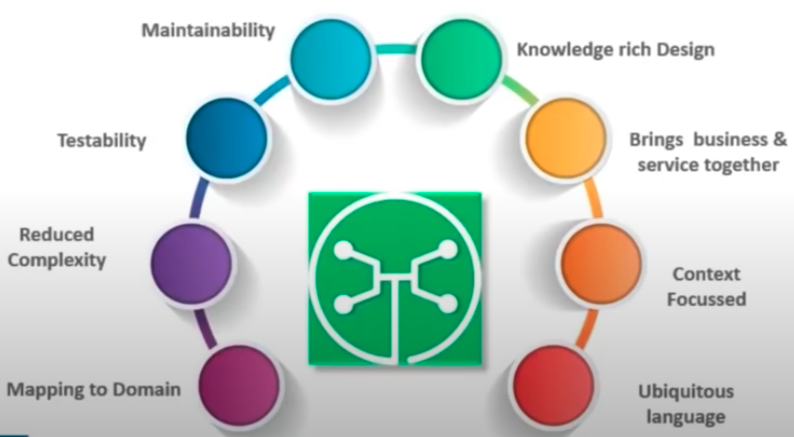 Maintainability
Knowledge rich Design
Testability
Brings business &
service together
Reduced
Complexity
Context
Focussed
Mapping to Domain
Ubiquitous
language